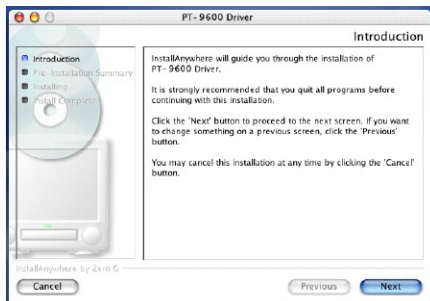 PT-9600 Driver
Introduction
Introduction
Pre-Installation Summary
Installing...
Install Complete
InstallAnywhere will guide you through the installation of
PT- 9600 Driver.
It is strongly recommended that you quit all programs before
continuing with this installation.
Click the 'Next' button to proceed to the next screen. If you want
to change something on a previous screen, click the 'Previous'
button.
You may cancel this installation at any time by clicking the 'Cancel'
button.
InstallAnywhere by Zero G
Cancel
Previous
Next